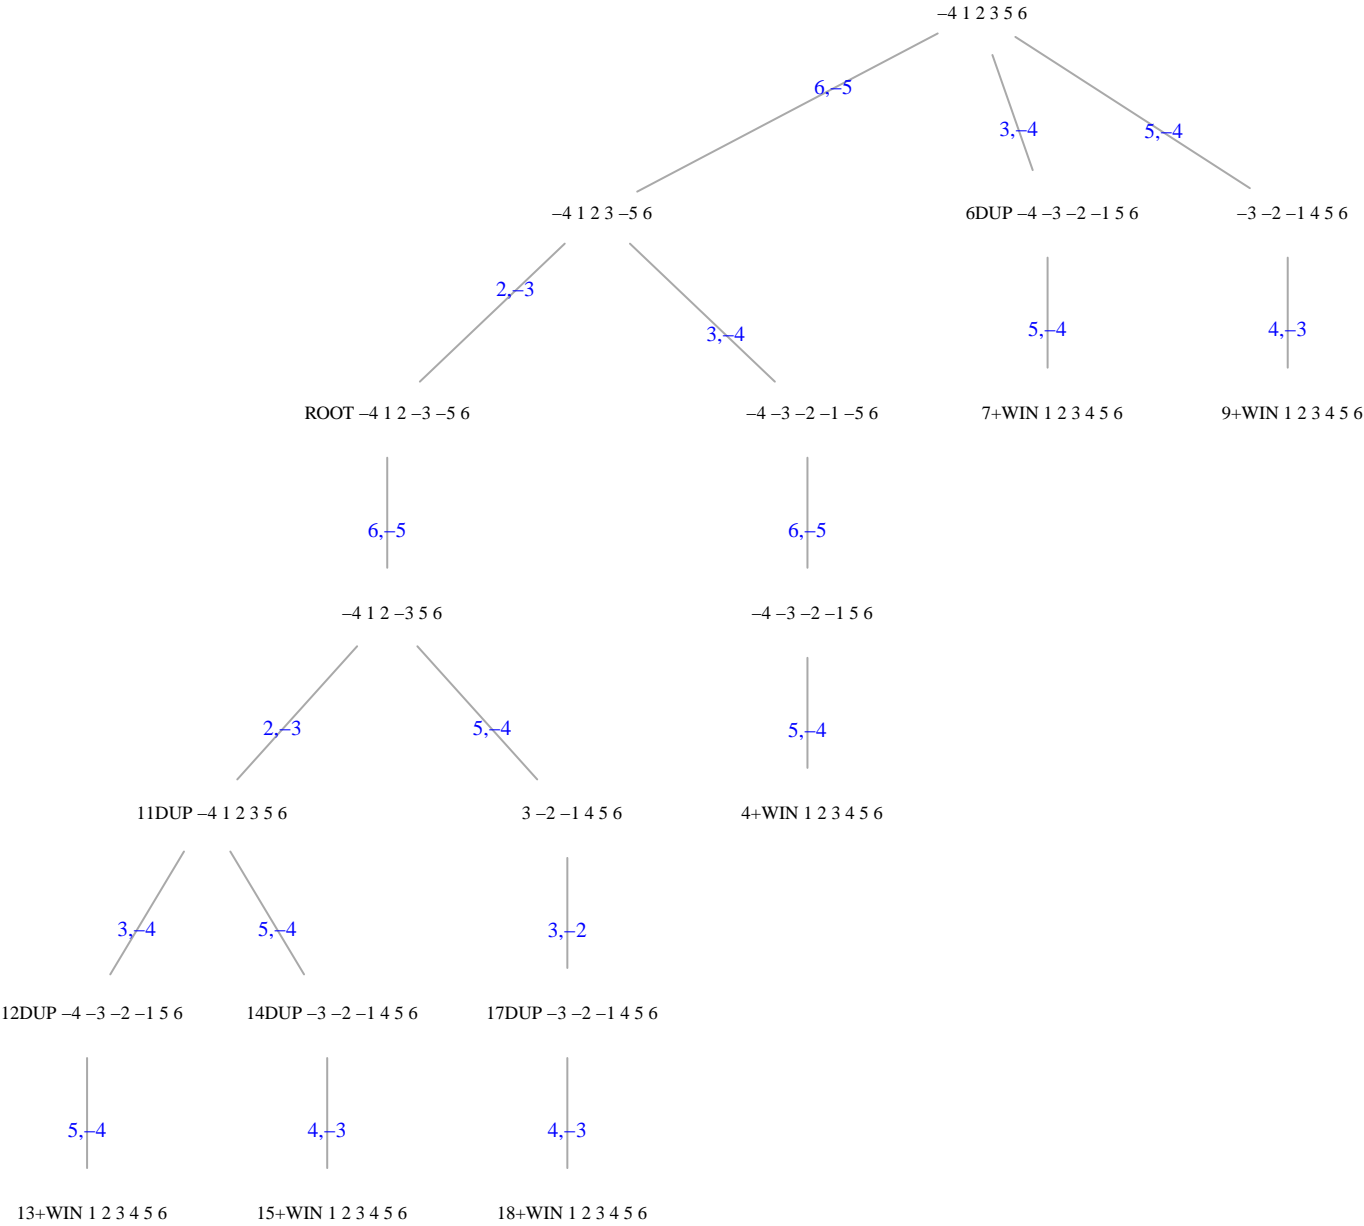 –4 1 2 3 5 6
6,–5
3,–4
5,–4
–4 1 2 3 –5 6
6DUP –4 –3 –2 –1 5 6
–3 –2 –1 4 5 6
2,–3
3,–4
5,–4
4,–3
ROOT –4 1 2 –3 –5 6
–4 –3 –2 –1 –5 6
7+WIN 1 2 3 4 5 6
9+WIN 1 2 3 4 5 6
6,–5
6,–5
–4 1 2 –3 5 6
–4 –3 –2 –1 5 6
2,–3
5,–4
5,–4
11DUP –4 1 2 3 5 6
3 –2 –1 4 5 6
4+WIN 1 2 3 4 5 6
3,–4
5,–4
3,–2
12DUP –4 –3 –2 –1 5 6
14DUP –3 –2 –1 4 5 6
17DUP –3 –2 –1 4 5 6
5,–4
4,–3
4,–3
13+WIN 1 2 3 4 5 6
15+WIN 1 2 3 4 5 6
18+WIN 1 2 3 4 5 6